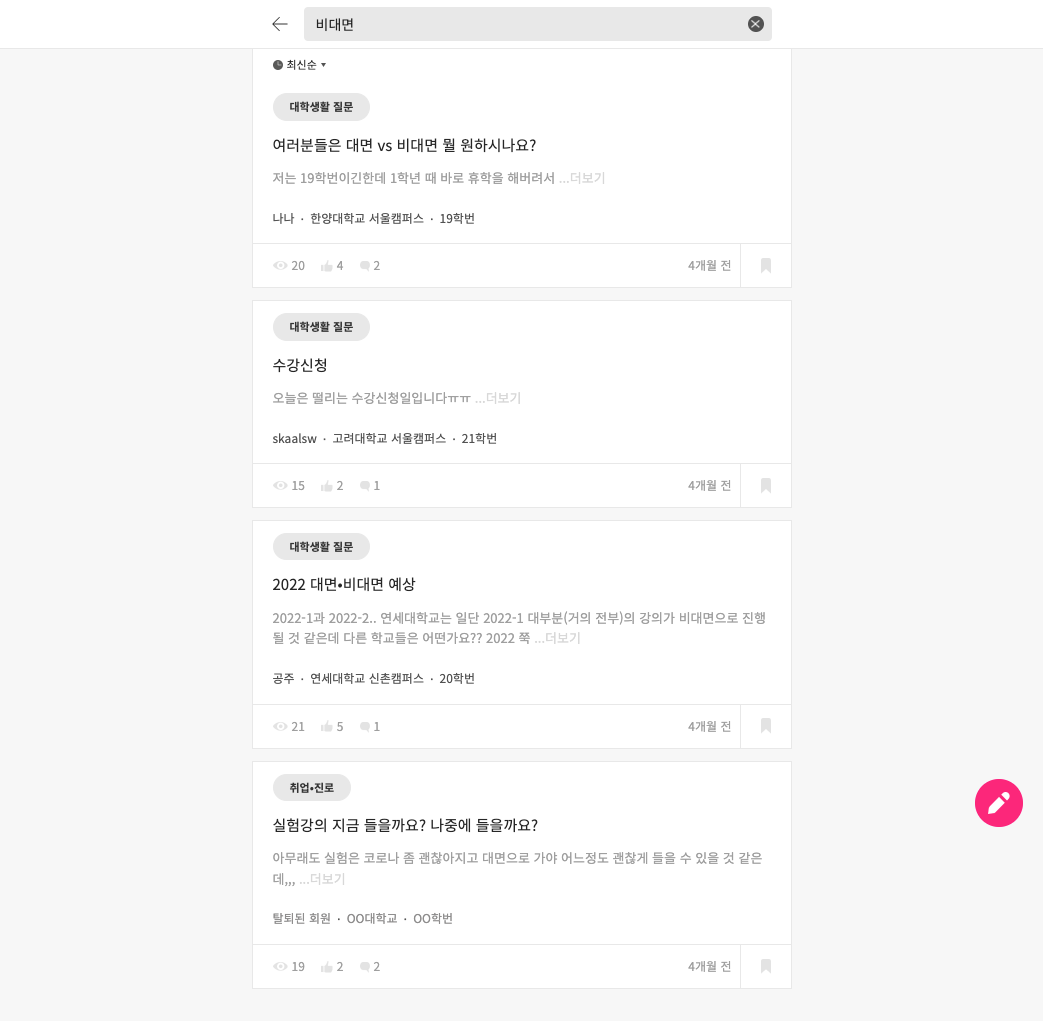 비대면
최신순
대학생활 질문
여러분들은 대면 vs 비대면 뭘 원하시나요?
저는 19학번이긴한데 1학년 때 바로 휴학을 해버려서 ...더보기
나나 · 한양대학교 서울캠퍼스 · 19학번
20 4 2 4개월 전
대학생활 질문
수강신청
오늘은 떨리는 수강신청일입니다ㅠㅠ ...더보기
skaalsw · 고려대학교 서울캠퍼스 · 21학번
15 2 1 4개월 전
대학생활 질문
2022 대면•비대면 예상
2022-1과 2022-2.. 연세대학교는 일단 2022-1 대부분(거의 전부)의 강의가 비대면으로 진행
될 것 같은데 다른 학교들은 어떤가요?? 2022 쭉 ...더보기
공주 · 연세대학교 신촌캠퍼스 · 20학번
21 5 1 4개월 전
취업•진로
실험강의 지금 들을까요? 나중에 들을까요?
아무래도 실험은 코로나 좀 괜찮아지고 대면으로 가야 어느정도 괜찮게 들을 수 있을 것 같은
데,,, ...더보기
탈퇴된 회원 · OO대학교 · OO학번
19 2 2 4개월 전